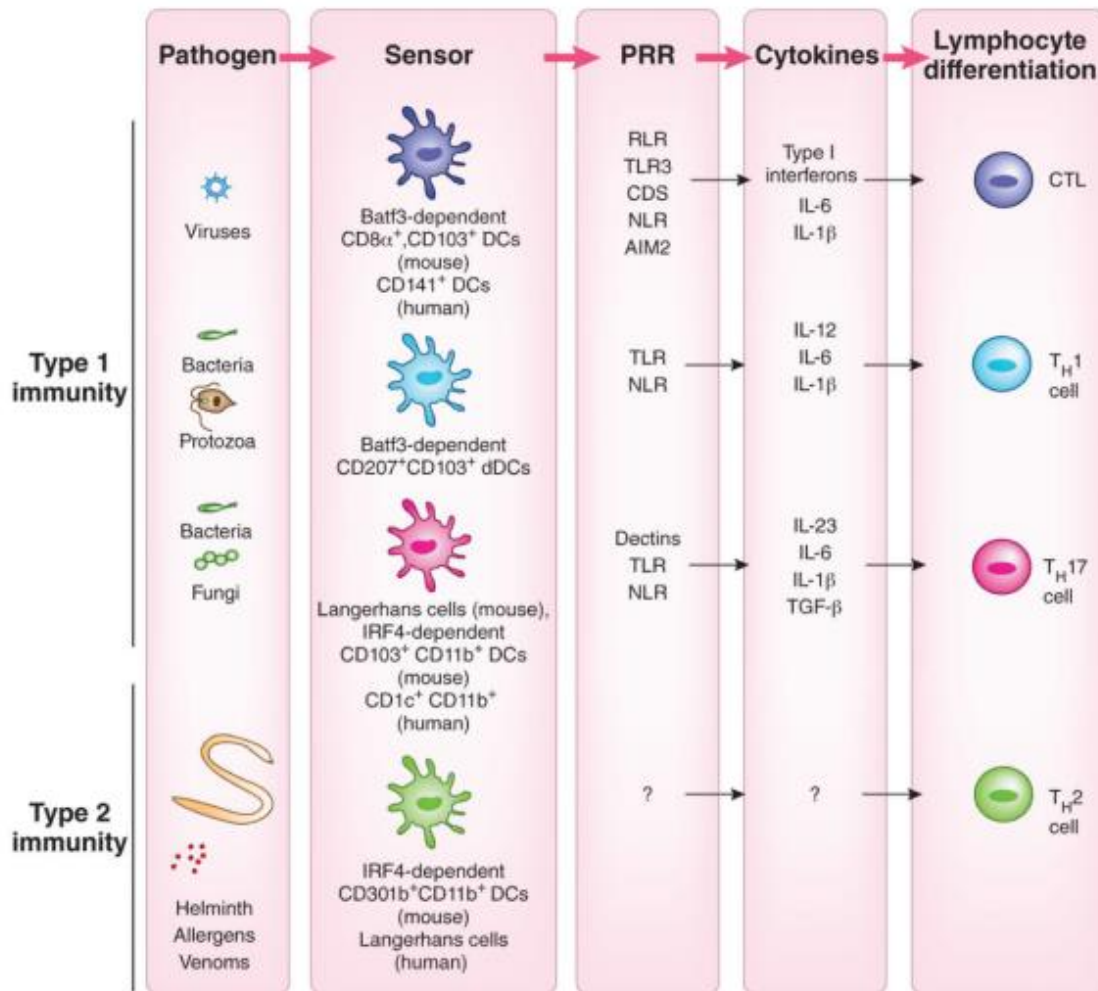 Pathogen
Sensor
PRR
Cytokines
Lymphocyte
differentiation
Type 1
immunity
Viruses
Batf3-dependent
CD8α⁺,CD103⁺ DCs
(mouse)
CD141⁺ DCs
(human)
RLR
TLR3
CDS
NLR
AIM2
Type I
interferons
IL-6
IL-1β
CTL
Bacteria
Protozoa
Batf3-dependent
CD207⁺CD103⁺ dDCs
TLR
NLR
IL-12
IL-6
IL-1β
T_H1
cell
Bacteria
Fungi
Langerhans cells (mouse),
IRF4-dependent
CD103⁺ CD11b⁺ DCs
(mouse)
CD1c⁺ CD11b⁺
(human)
Dectins
TLR
NLR
IL-23
IL-6
IL-1β
TGF-β
T_H17
cell
Type 2
immunity
Helminth
Allergens
Venoms
IRF4-dependent
CD301b⁺CD11b⁺ DCs
(mouse)
Langerhans cells
(human)
?
?
T_H2
cell